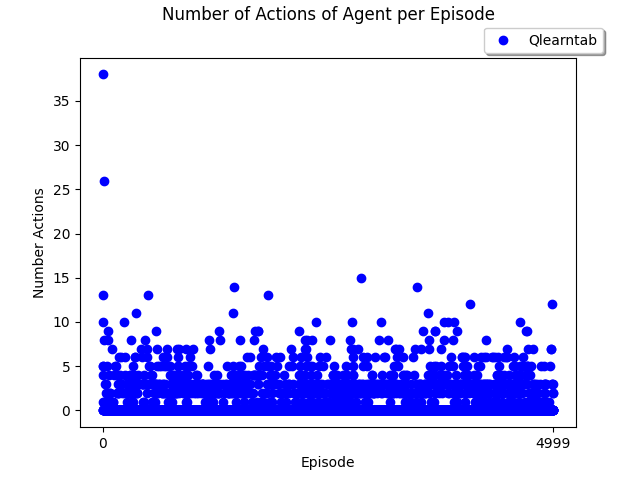 Number of Actions of Agent per Episode
Qlearntab
35
30
25
20
15
10
5
0
Number Actions
0 4999
Episode